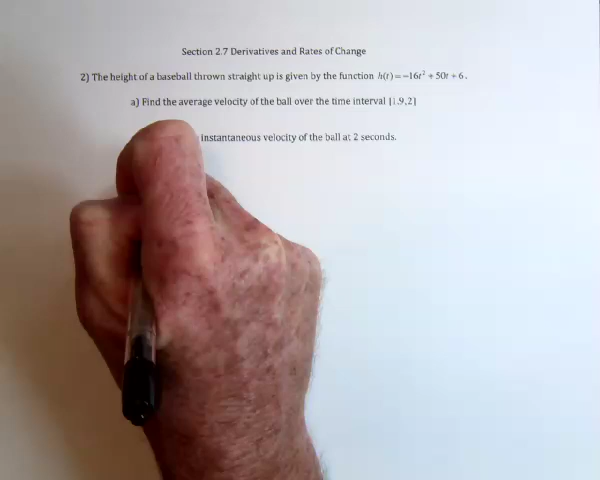 Section 2.7 Derivatives and Rates of Change
2) The height of a baseball thrown straight up is given by the function h(t) = −16t² + 50t + 6.
a) Find the average velocity of the ball over the time interval [1.9,2]
instantaneous velocity of the ball at 2 seconds.